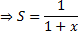 ⇒ S = 1/(1 + x)